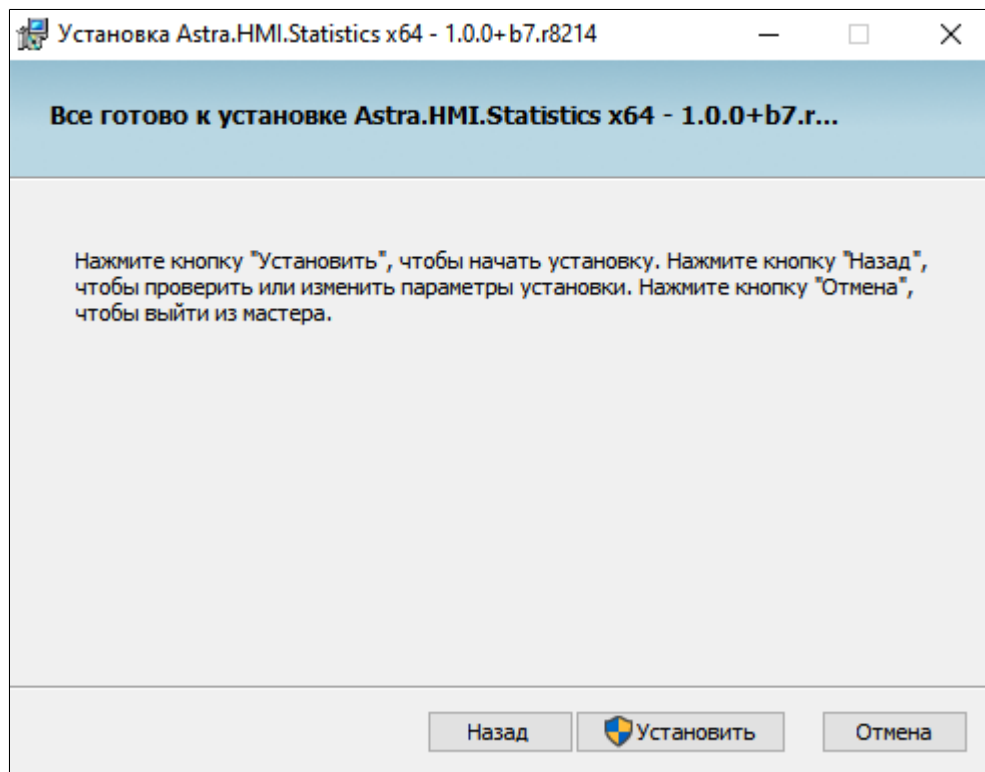 Установка Astra.HMI.Statistics x64 - 1.0.0+b7.r8214
Все готово к установке Astra.HMI.Statistics x64 - 1.0.0+b7.r...
Нажмите кнопку "Установить", чтобы начать установку. Нажмите кнопку "Назад",
чтобы проверить или изменить параметры установки. Нажмите кнопку "Отмена",
чтобы выйти из мастера.
Назад
Установить
Отмена